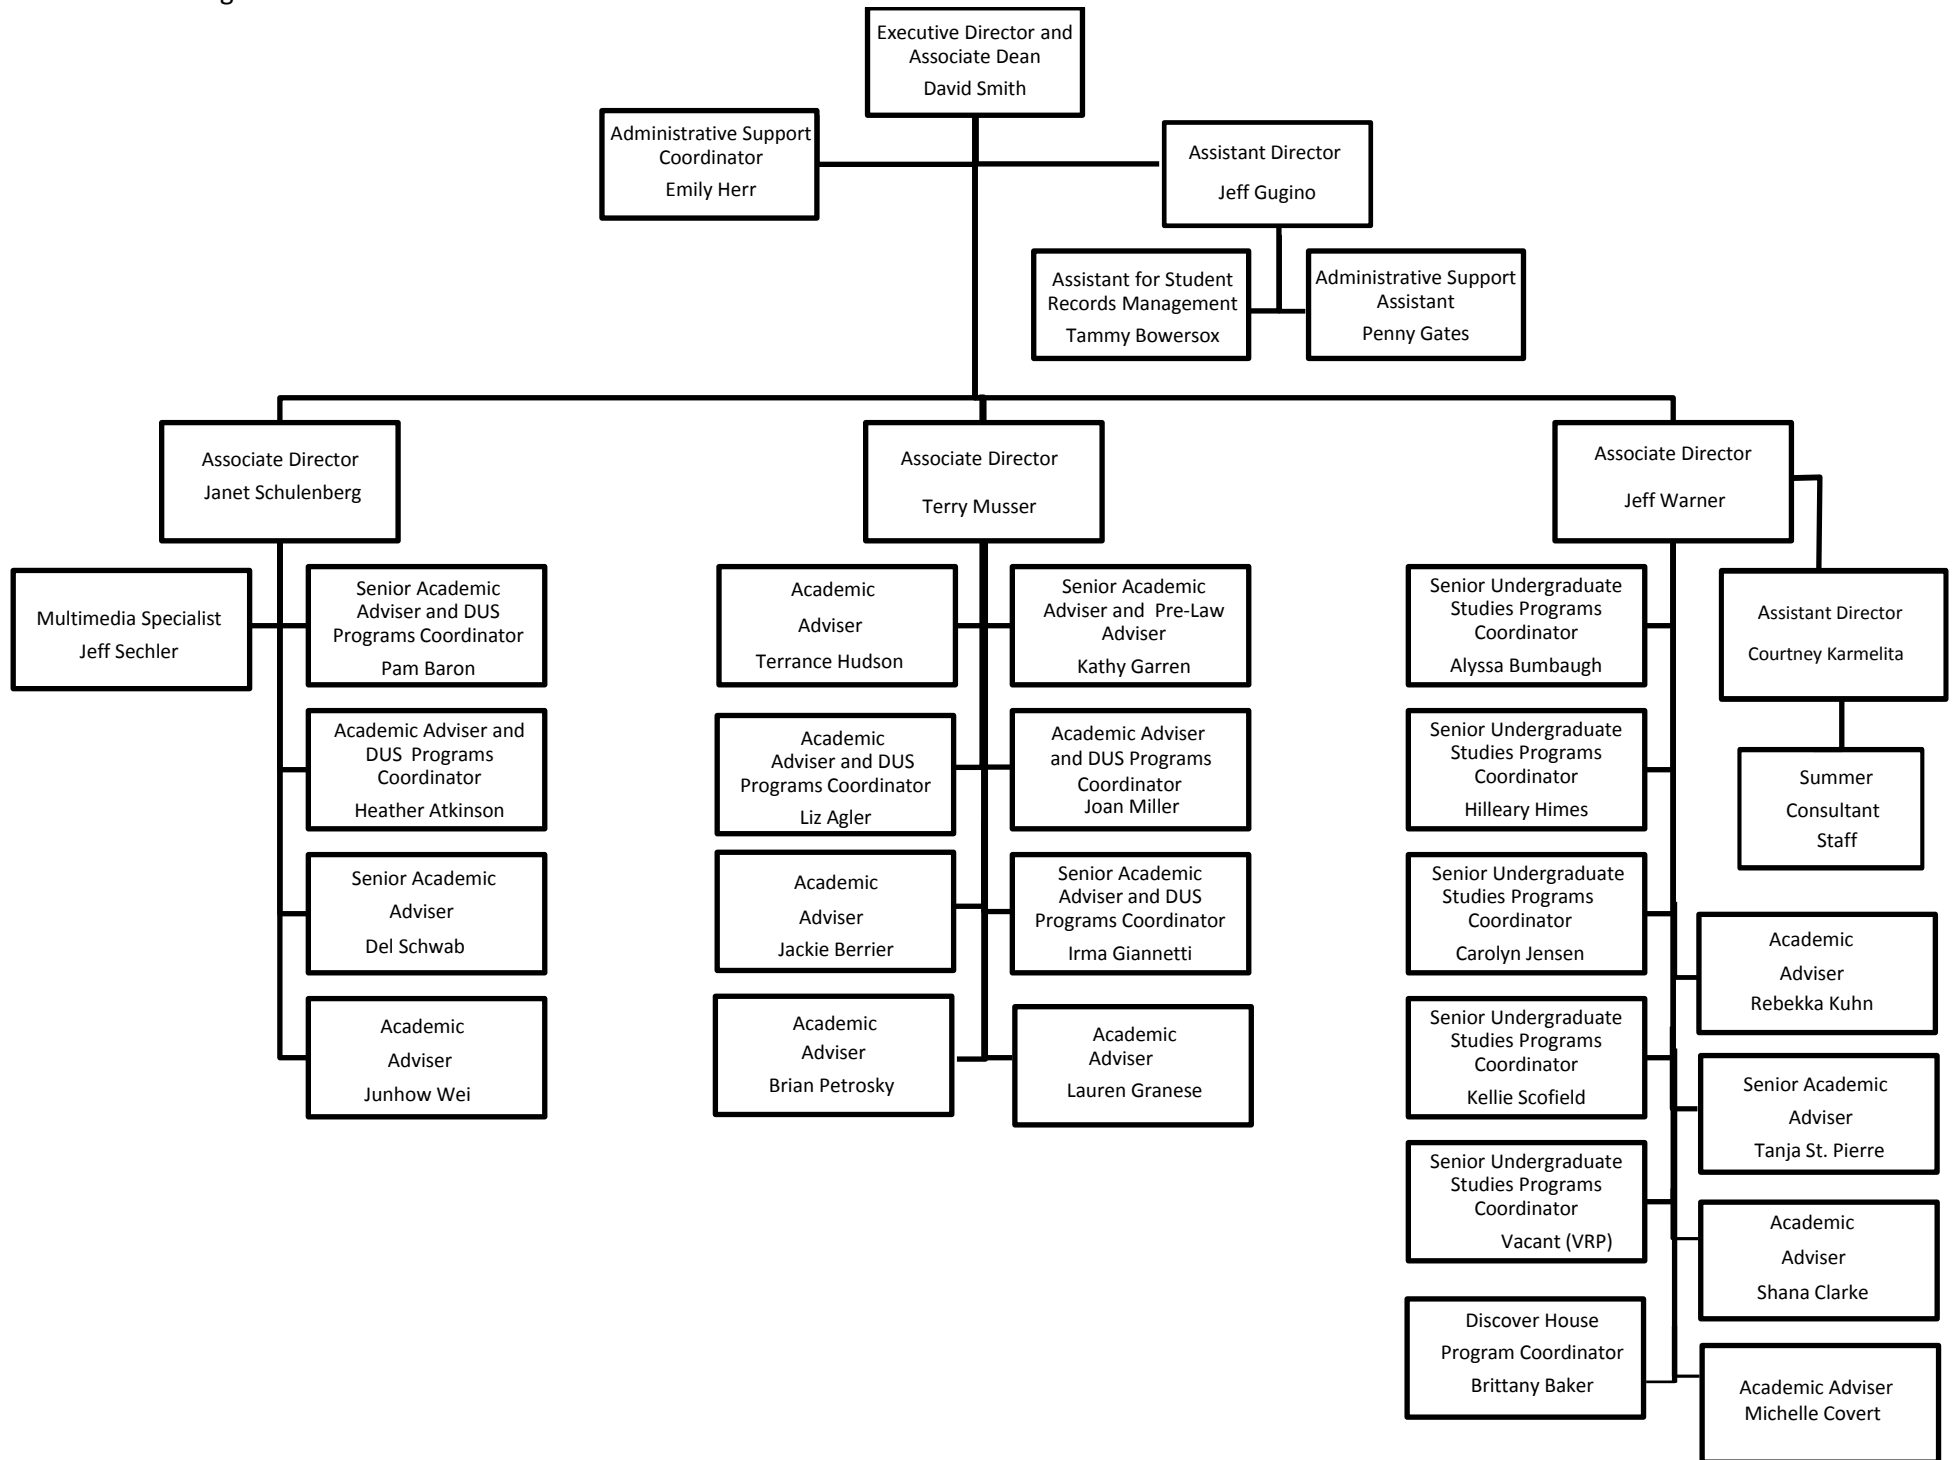 Executive Director and
Associate Dean
David Smith
Administrative Support
Coordinator
Emily Herr
Assistant Director
Jeff Gugino
Assistant for Student
Records Management
Tammy Bowersox
Administrative Support
Assistant
Penny Gates
Associate Director
Janet Schulenberg
Associate Director
Terry Musser
Associate Director
Jeff Warner
Multimedia Specialist
Jeff Sechler
Senior Academic
Adviser and DUS
Programs Coordinator
Pam Baron
Academic Adviser and
DUS Programs
Coordinator
Heather Atkinson
Senior Academic
Adviser
Del Schwab
Academic
Adviser
Junhow Wei
Academic
Adviser
Terrance Hudson
Senior Academic
Adviser and Pre-Law
Adviser
Kathy Garren
Academic
Adviser and DUS
Programs Coordinator
Liz Agler
Academic Adviser
and DUS Programs
Coordinator
Joan Miller
Academic
Adviser
Jackie Berrier
Senior Academic
Adviser and DUS
Programs Coordinator
Irma Giannetti
Academic
Adviser
Brian Petrosky
Academic
Adviser
Lauren Granese
Senior Undergraduate
Studies Programs
Coordinator
Alyssa Bumbaugh
Assistant Director
Courtney Karmelita
Senior Undergraduate
Studies Programs
Coordinator
Hilleary Himes
Summer
Consultant
Staff
Senior Undergraduate
Studies Programs
Coordinator
Carolyn Jensen
Academic
Adviser
Rebekka Kuhn
Senior Undergraduate
Studies Programs
Coordinator
Kellie Scofield
Senior Academic
Adviser
Tanja St. Pierre
Senior Undergraduate
Studies Programs
Coordinator
Vacant (VRP)
Academic
Adviser
Shana Clarke
Discover House
Program Coordinator
Brittany Baker
Academic Adviser
Michelle Covert